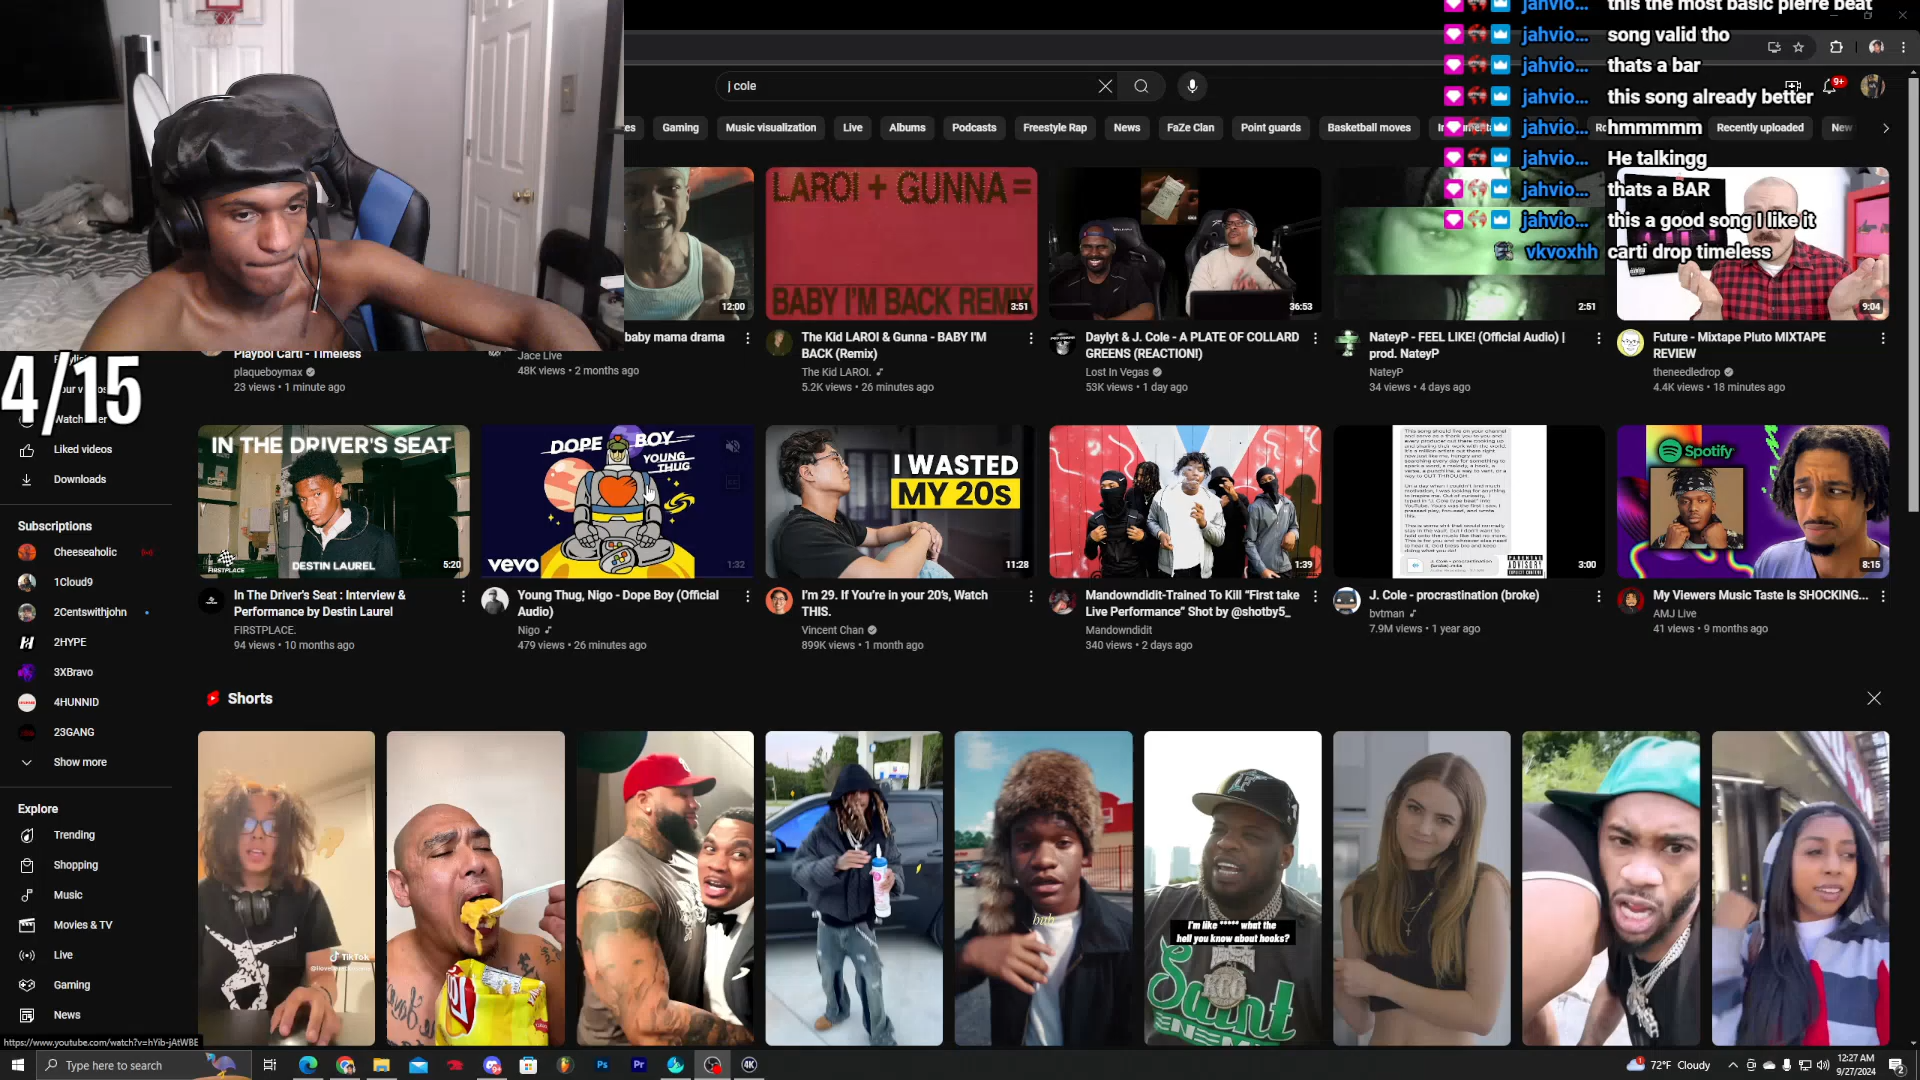 j cole
Gaming
Music visualization
Live
Albums
Podcasts
Freestyle Rap
News
FaZe Clan
Point guards
Basketball moves
Recently uploaded
New
this the most basic pierre beat
jahvio... song valid tho
jahvio... thats a bar
jahvio... this song already better
jahvio... hmmmmm
jahvio... He talkingg
jahvio... thats a BAR
jahvio... this a good song I like it
vkvoxhh carti drop timeless
9+
4/15
Playboi Carti - Timeless
plaqueboymax
23 views • 1 minute ago
12:00
baby mama drama
Jace Live
48K views • 2 months ago
LAROI + GUNNA =
BABY I'M BACK REMIX
3:51
The Kid LAROI & Gunna - BABY I'M
BACK (Remix)
The Kid LAROI.
5.2K views • 26 minutes ago
36:53
Daylyt & J. Cole - A PLATE OF COLLARD
GREENS (REACTION!)
Lost In Vegas
53K views • 1 day ago
2:51
NateyP - FEEL LIKE! (Official Audio) |
prod. NateyP
NateyP
34 views • 4 days ago
9:04
Future - Mixtape Pluto MIXTAPE
REVIEW
theneedledrop
4.4K views • 18 minutes ago
Liked videos
Downloads
Subscriptions
Cheeseaholic
1Cloud9
2Centswithjohn
2HYPE
3XBravo
4HUNNID
23GANG
Show more
Explore
Trending
Shopping
Music
Movies & TV
Live
Gaming
News
IN THE DRIVER'S SEAT
FIRSTPLACE
DESTIN LAUREL
5:20
In The Driver's Seat : Interview &
Performance by Destin Laurel
FIRSTPLACE.
94 views • 10 months ago
DOPE BOY
YOUNG
THUG
vevo
1:32
Young Thug, Nigo - Dope Boy (Official
Audio)
Nigo
479 views • 26 minutes ago
I WASTED
MY 20s
11:28
I'm 29. If You're in your 20's, Watch
THIS.
Vincent Chan
899K views • 1 month ago
1:39
Mandowndidit-Trained To Kill "First take
Live Performance" Shot by @shotby5_
Mandowndidit
340 views • 2 days ago
3:00
J. Cole - procrastination (broke)
bvtman
7.9M views • 1 year ago
Spotify
8:15
My Viewers Music Taste Is SHOCKING...
AMJ Live
41 views • 9 months ago
Shorts
TikTok
bub
I'm like ***** what the
hell you know about hooks?
Saint
https://www.youtube.com/watch?v=hYib-jAtWBE
Type here to search
72°F Cloudy
12:27 AM
9/27/2024